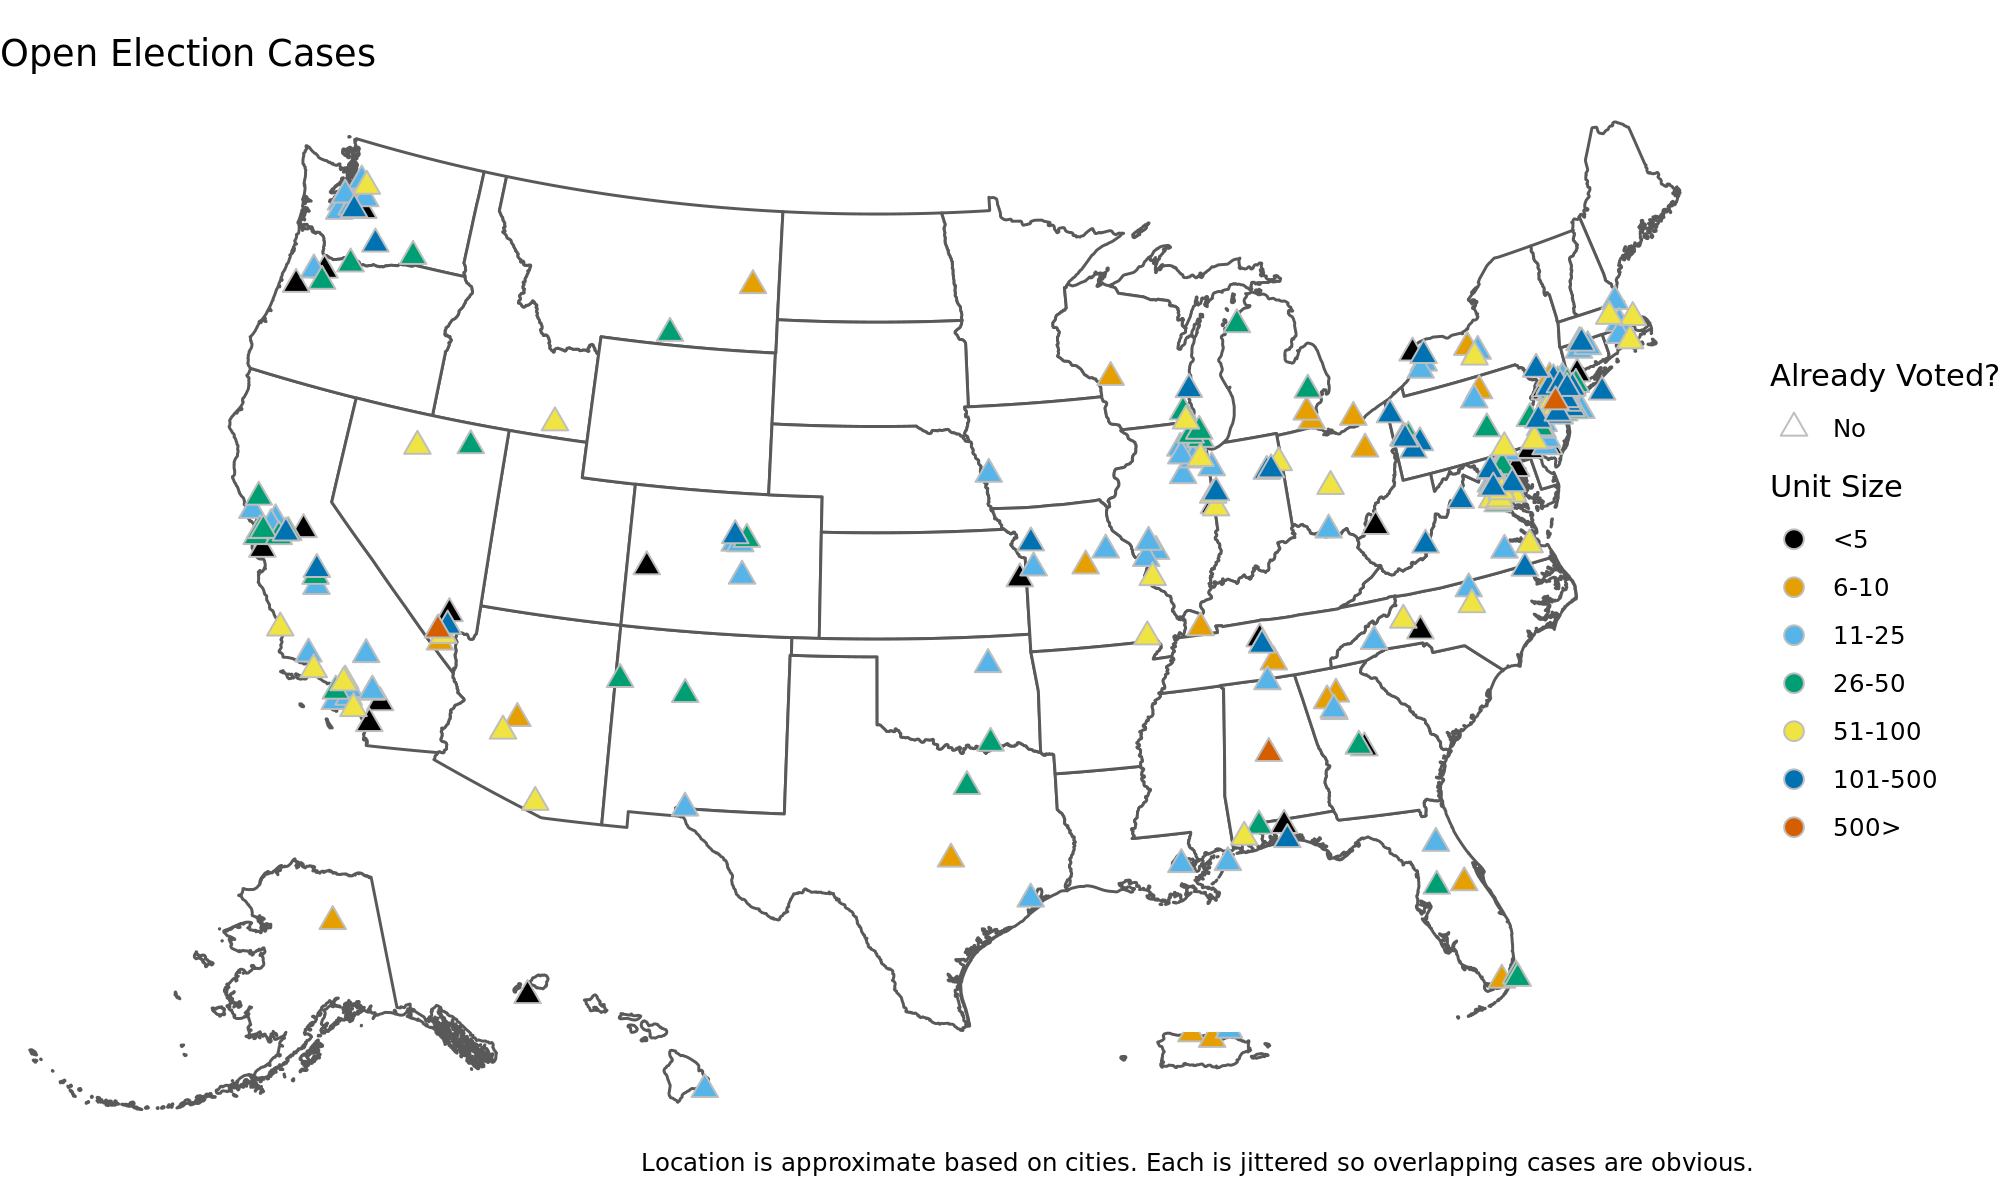 Open Election Cases
Already Voted?
No
Unit Size
<5
6-10
11-25
26-50
51-100
101-500
500>
Location is approximate based on cities. Each is jittered so overlapping cases are obvious.